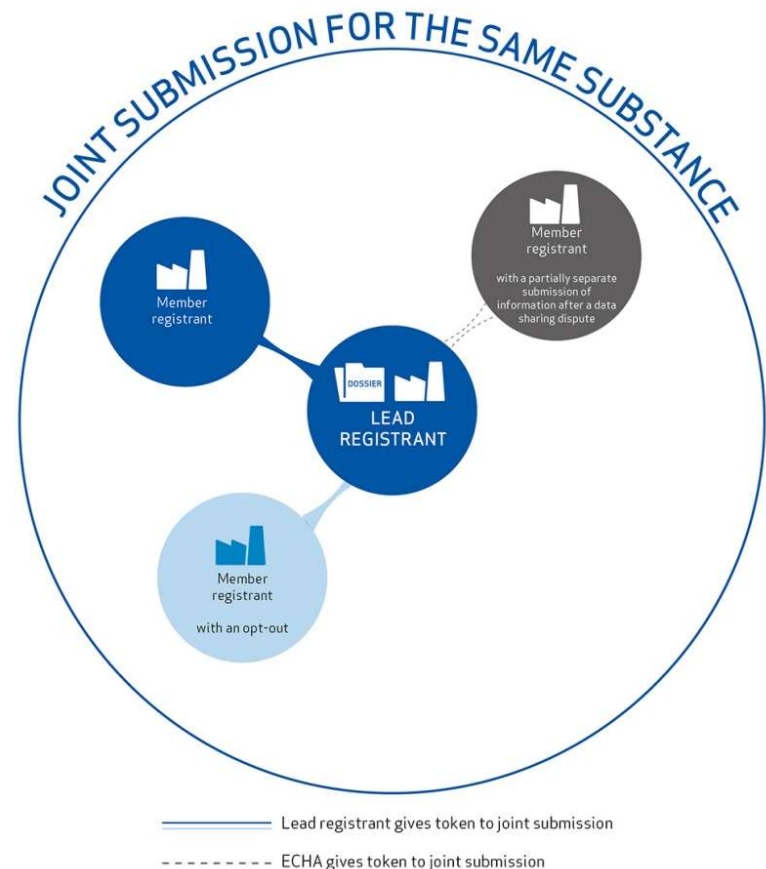 JOINT SUBMISSION FOR THE SAME SUBSTANCE
Member
registrant
with a partially separate
submission of
information after a data
sharing dispute
Member
registrant
DOSSIER
LEAD
REGISTRANT
Member
registrant
with an opt-out
Lead registrant gives token to joint submission
ECHA gives token to joint submission